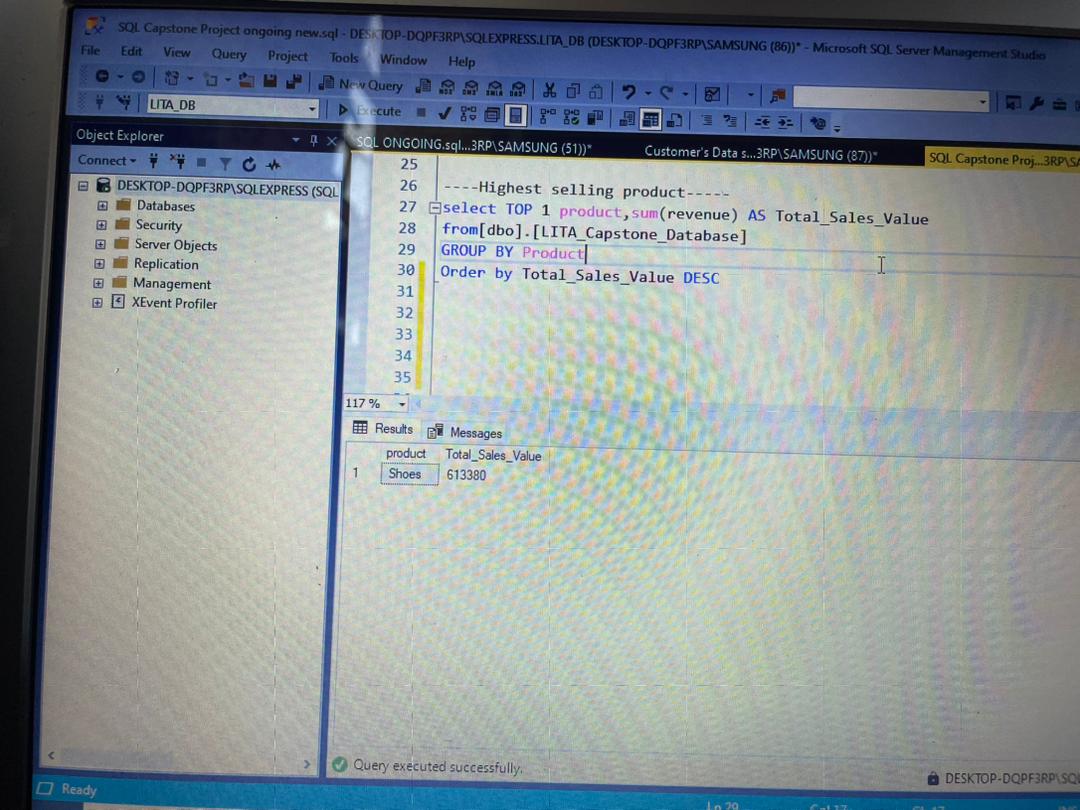 SQL Capstone Project ongoing new.sql - DESKTOP-DQPF3RP\SQLEXPRESS.LITA_DB (DESKTOP-DQPF3RP\SAMSUNG (86))* - Microsoft SQL Server Management Studio
File Edit View Query Project Tools Window Help
New Query
LITA_DB Execute
Object Explorer
Connect
DESKTOP-DQPF3RP\SQLEXPRESS (SQL
Databases
Security
Server Objects
Replication
Management
XEvent Profiler
SQL ONGOING.sql...3RP\SAMSUNG (51))* Customer's Data s...3RP\SAMSUNG (87))* SQL Capstone Proj...3RP\SA
25
26 ----Highest selling product-----
27 select TOP 1 product,sum(revenue) AS Total_Sales_Value
28 from[dbo].[LITA_Capstone_Database]
29 GROUP BY Product
30 Order by Total_Sales_Value DESC
31
32
33
34
35
117 %
Results Messages
product Total_Sales_Value
1 Shoes 613380
Query executed successfully.
DESKTOP-DQPF3RP\SQ
Ready
Ln 29